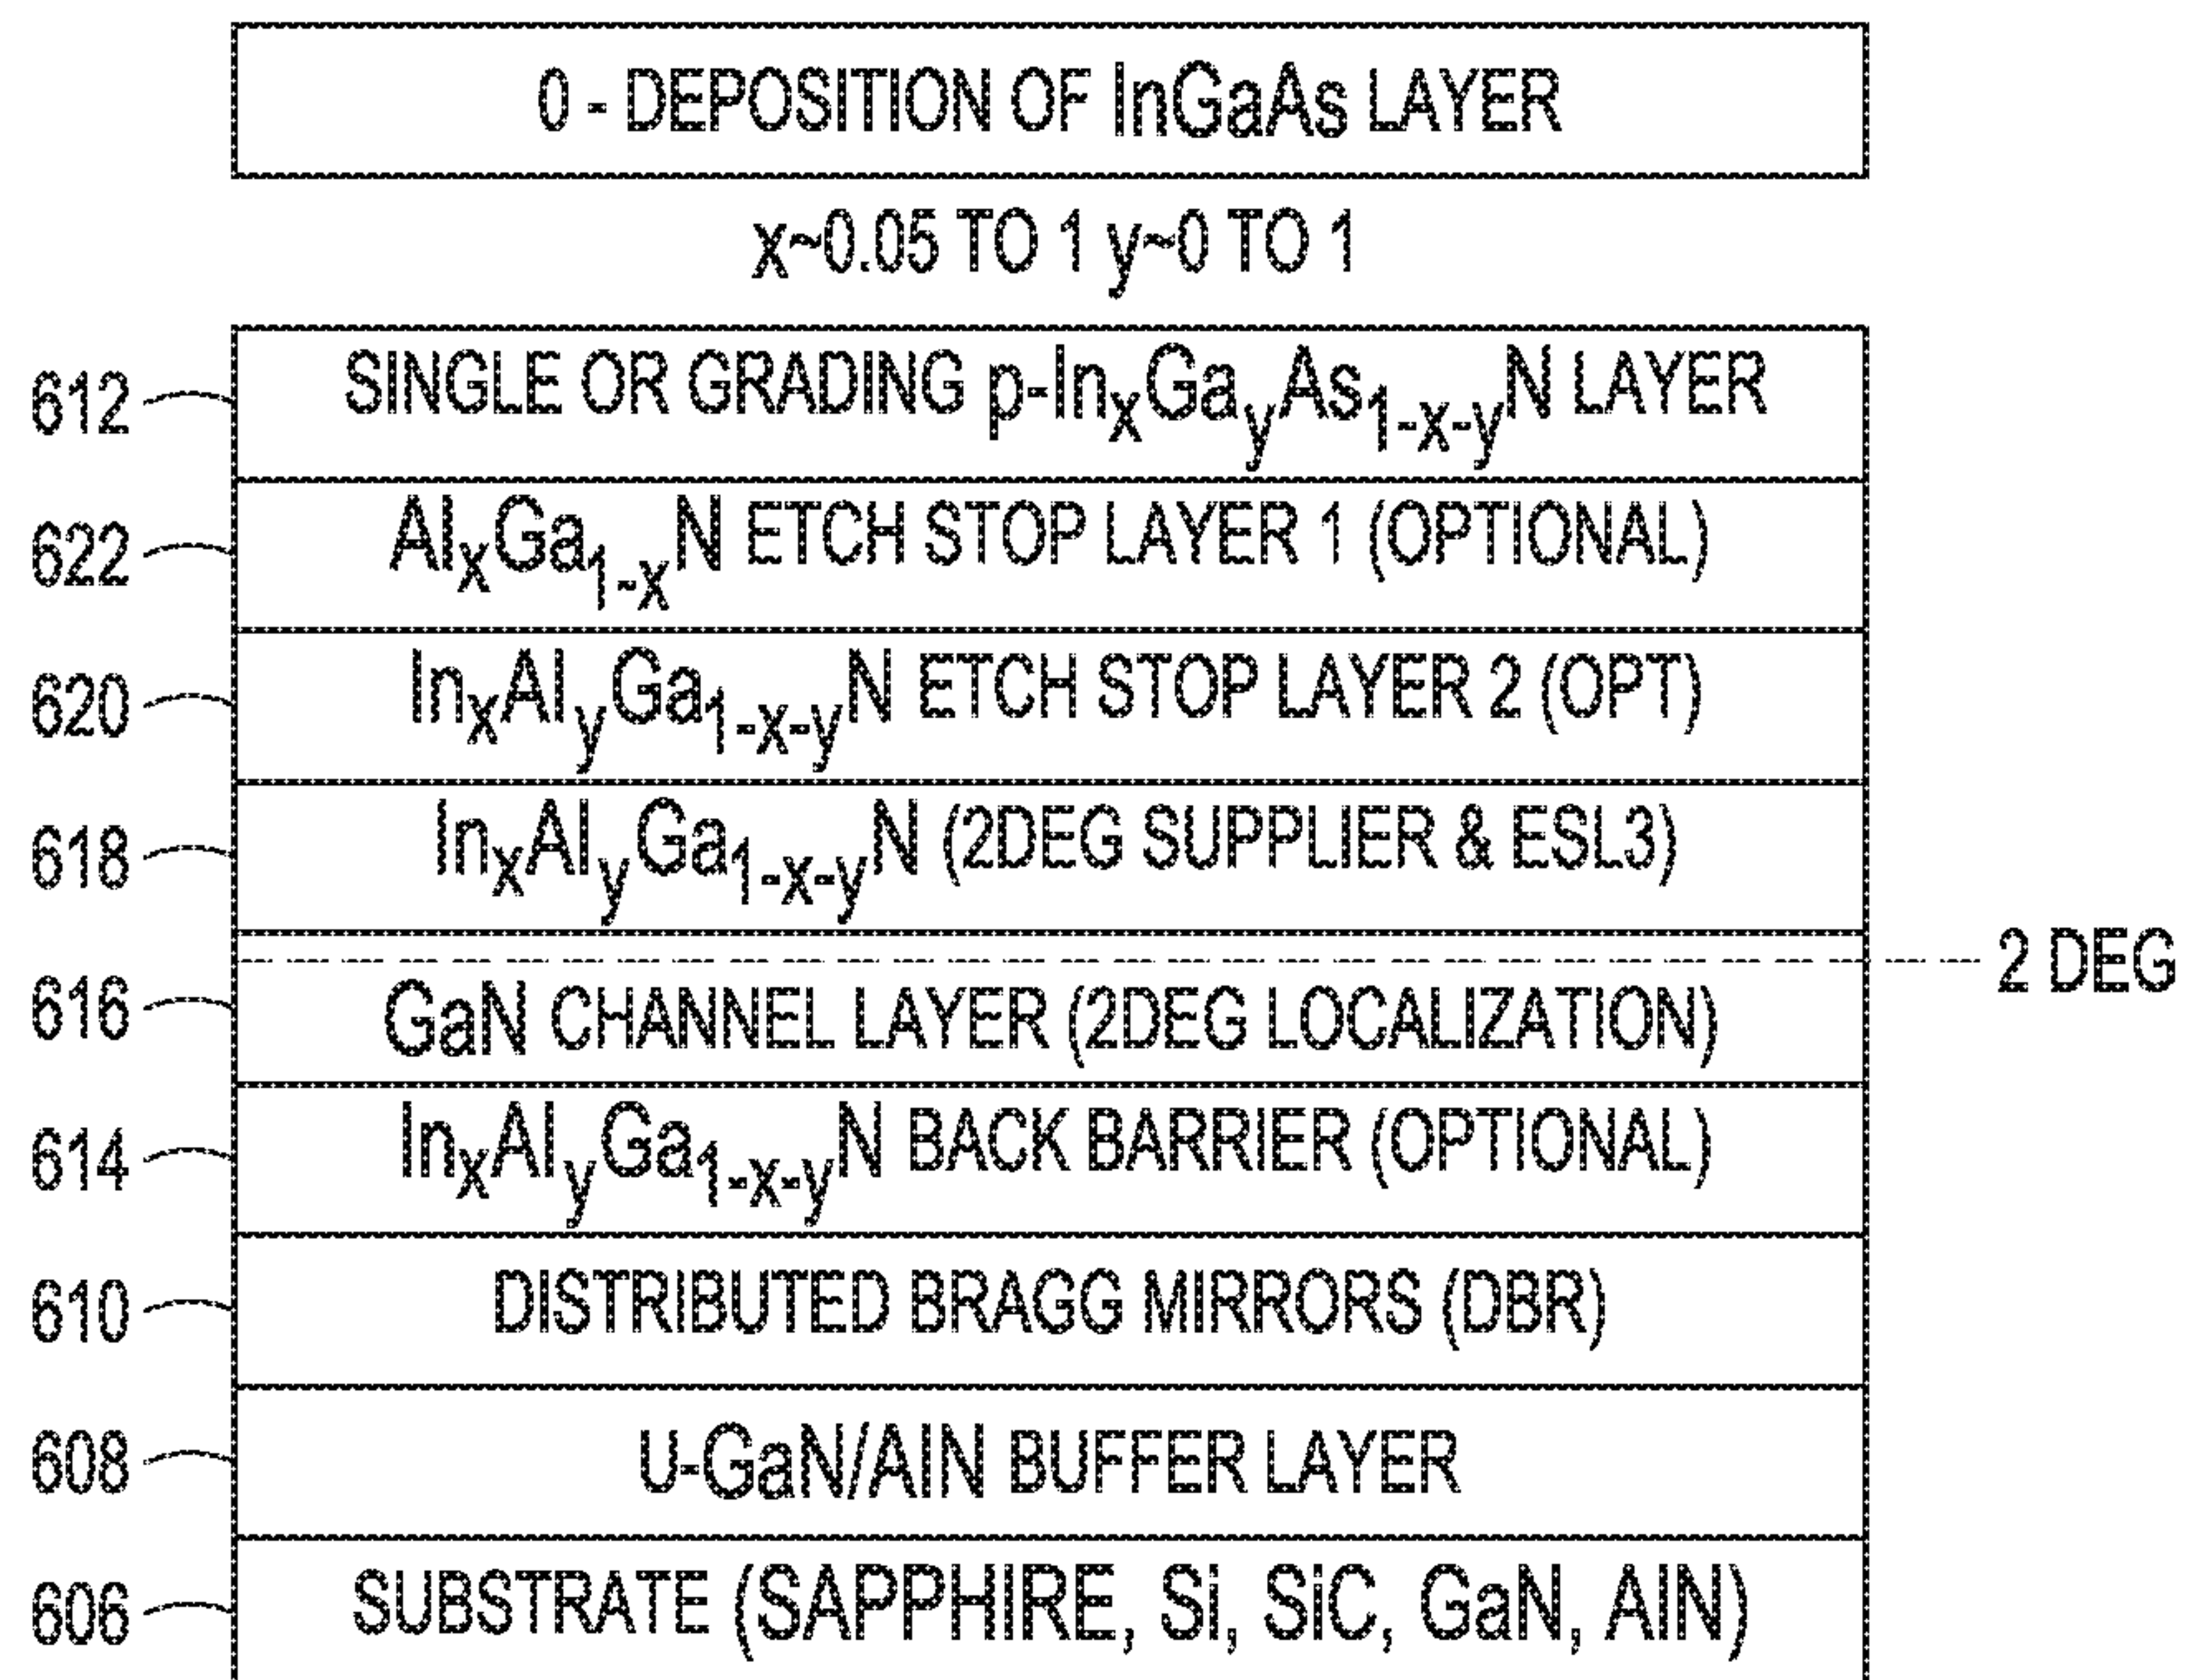 0 - DEPOSITION OF InGaAs LAYER
x~0.05 TO 1 y~0 TO 1
612 SINGLE OR GRADING p-InxGayAs1-x-yN LAYER
622 AlxGa1-xN ETCH STOP LAYER 1 (OPTIONAL)
620 InxAlyGa1-x-yN ETCH STOP LAYER 2 (OPT)
618 InxAlyGa1-x-yN (2DEG SUPPLIER & ESL3)
2 DEG
616 GaN CHANNEL LAYER (2DEG LOCALIZATION)
614 InxAlyGa1-x-yN BACK BARRIER (OPTIONAL)
610 DISTRIBUTED BRAGG MIRRORS (DBR)
608 U-GaN/AlN BUFFER LAYER
606 SUBSTRATE (SAPPHIRE, Si, SiC, GaN, AlN)